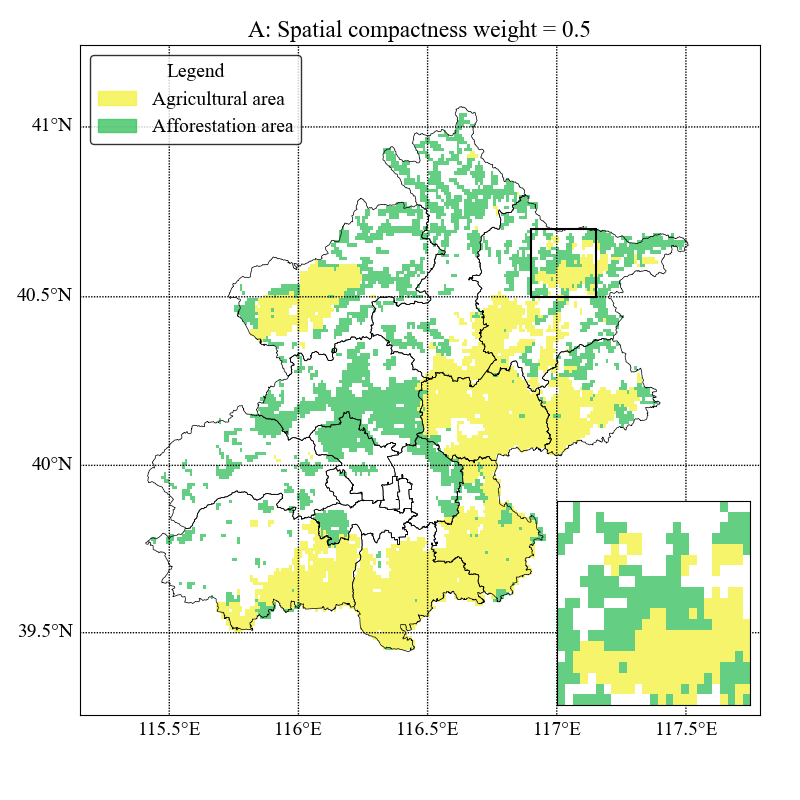 A: Spatial compactness weight = 0.5
Legend
Agricultural area
Afforestation area
41°N
40.5°N
40°N
39.5°N
115.5°E 116°E 116.5°E 117°E 117.5°E